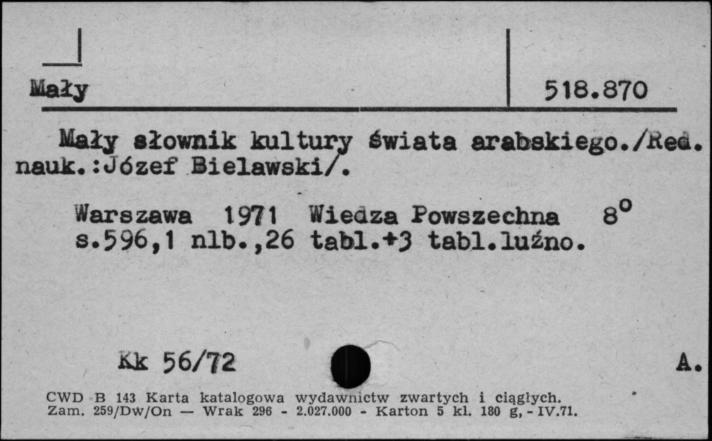 Mały 518.870
Mały słownik kultury świata arabskiego./Red.
nauk.:Józef Bielawski/.
Warszawa 1971 Wiedza Powszechna 8°
s.596,1 nlb.,26 tabl.+3 tabl.luźno.
Kk 56/72 A.
CWD B 143 Karta katalogowa wydawnictw zwartych i ciągłych.
Zam. 259/Dw/On — Wrak 296 - 2.027.000 - Karton 5 kl. 180 g, - IV.71.